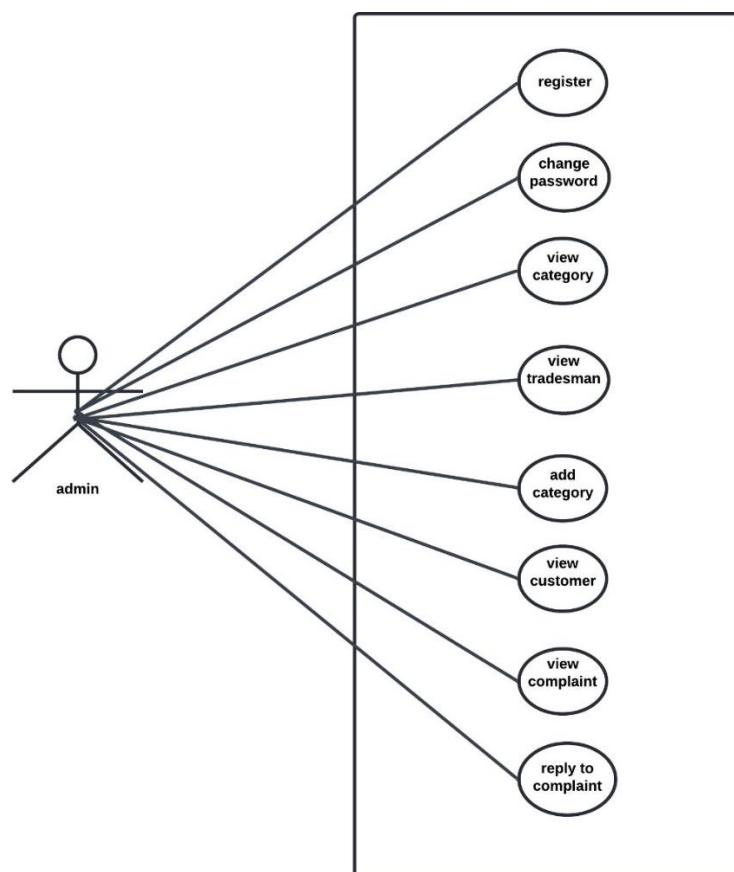 register
change
password
view
category
view
tradesman
admin
add
category
view
customer
view
complaint
reply to
complaint